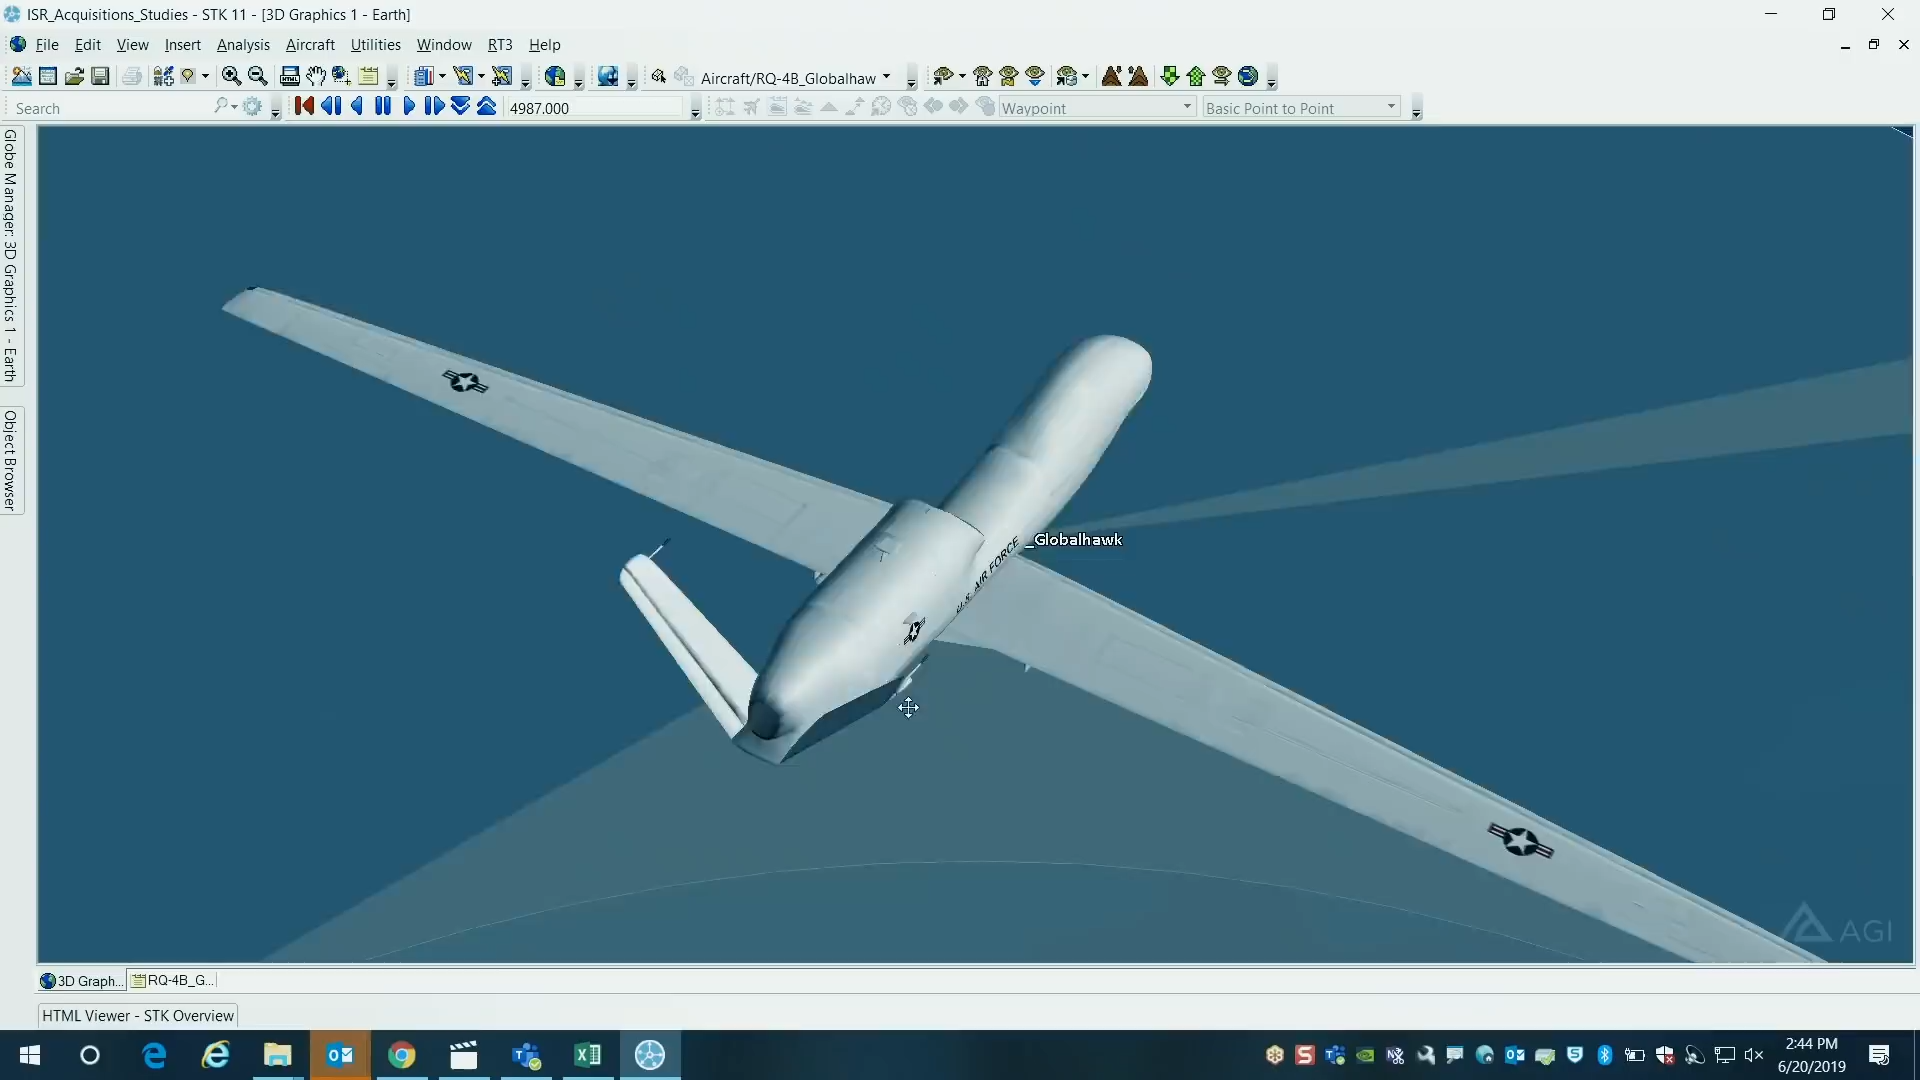 ISR_Acquisitions_Studies - STK 11 - [3D Graphics 1 - Earth]
File Edit View Insert Analysis Aircraft Utilities Window RT3 Help
Aircraft/RQ-4B_Globalhaw
Search
4987.000
Waypoint
Basic Point to Point
Globe Manager: 3D Graphics 1 - Earth
Object Browser
_Globalhawk
U.S. AIR FORCE
AGI
3D Graph...
RQ-4B_G...
HTML Viewer - STK Overview
2:44 PM
6/20/2019